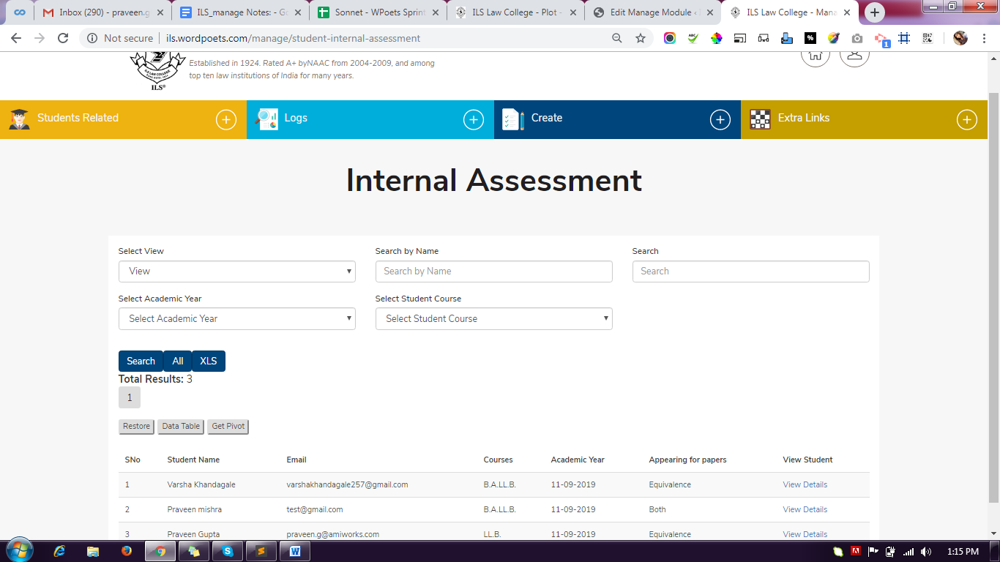 Inbox (290) - praveen.g
ILS_manage Notes: - Go
Sonnet - WPoets Sprint
ILS Law College - Plot -
Edit Manage Module ‹
ILS Law College - Mana
Not secure | ils.wordpoets.com/manage/student-internal-assessment
ABC
%
1
ILS LAW COLLEGE
ILS®
Established in 1924. Rated A+ byNAAC from 2004-2009, and among
top ten law institutions of India for many years.
Students Related
Logs
Create
Extra Links
Internal Assessment
Select View
Search by Name
Search
View
Search by Name
Search
Select Academic Year
Select Student Course
Select Academic Year
Select Student Course
Search All XLS
Total Results: 3
1
Restore Data Table Get Pivot
SNo Student Name Email Courses Academic Year Appearing for papers View Student
1 Varsha Khandagale varshakhandagale257@gmail.com B.A.LL.B. 11-09-2019 Equivalence View Details
2 Praveen mishra test@gmail.com B.A.LL.B. 11-09-2019 Both View Details
3 Praveen Gupta praveen.g@amiworks.com LL.B. 11-09-2019 Equivalence View Details
1:15 PM